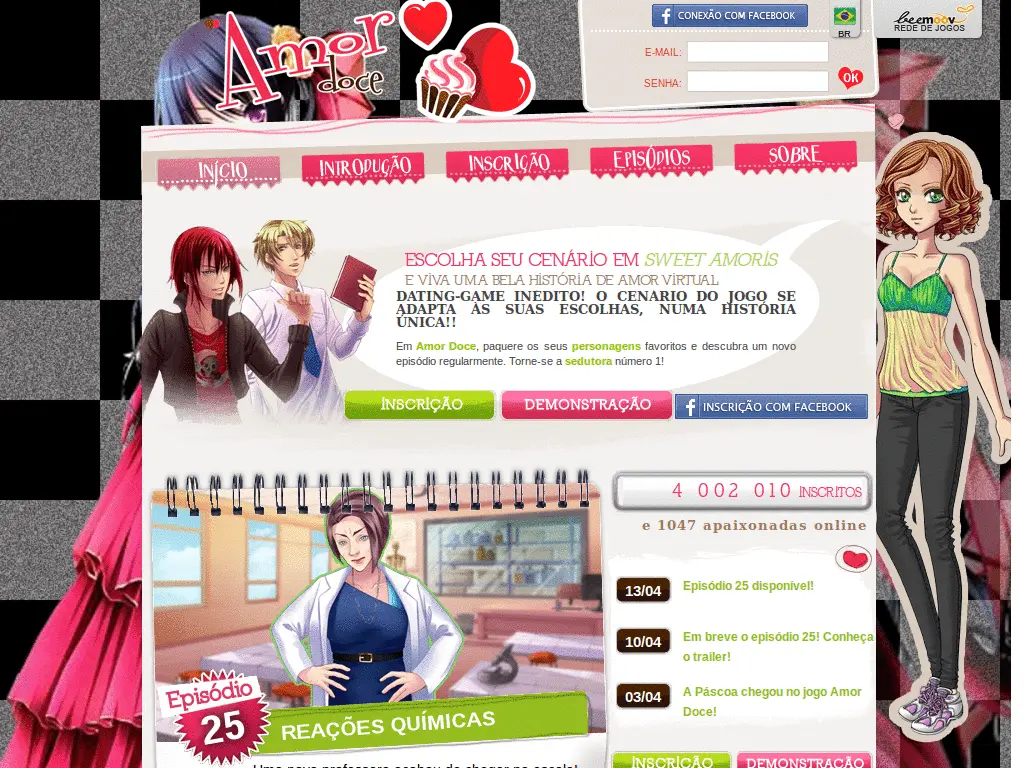 Amor
doce
CONEXÃO COM FACEBOOK
BR
beemoov
REDE DE JOGOS
E-MAIL:
SENHA:
OK
INÍCIO
INTRODUÇÃO
INSCRIÇÃO
EPISÓDIOS
SOBRE
ESCOLHA SEU CENÁRIO EM SWEET AMORIS
E VIVA UMA BELA HISTÓRIA DE AMOR VIRTUAL
DATING-GAME INEDITO! O CENARIO DO JOGO SE
ADAPTA ÀS SUAS ESCOLHAS, NUMA HISTÓRIA
ÚNICA!!
Em Amor Doce, paquere os seus personagens favoritos e descubra um novo
episódio regularmente. Torne-se a sedutora número 1!
INSCRIÇÃO
DEMONSTRAÇÃO
INSCRIÇÃO COM FACEBOOK
4 002 010 INSCRITOS
e 1047 apaixonadas online
13/04
Episódio 25 disponível!
10/04
Em breve o episódio 25! Conheça
o trailer!
03/04
A Páscoa chegou no jogo Amor
Doce!
Episódio
25
REAÇÕES QUÍMICAS
INSCRIÇÃO
DEMONSTRAÇÃO
Uma nova professora acabou de chegar na escola!